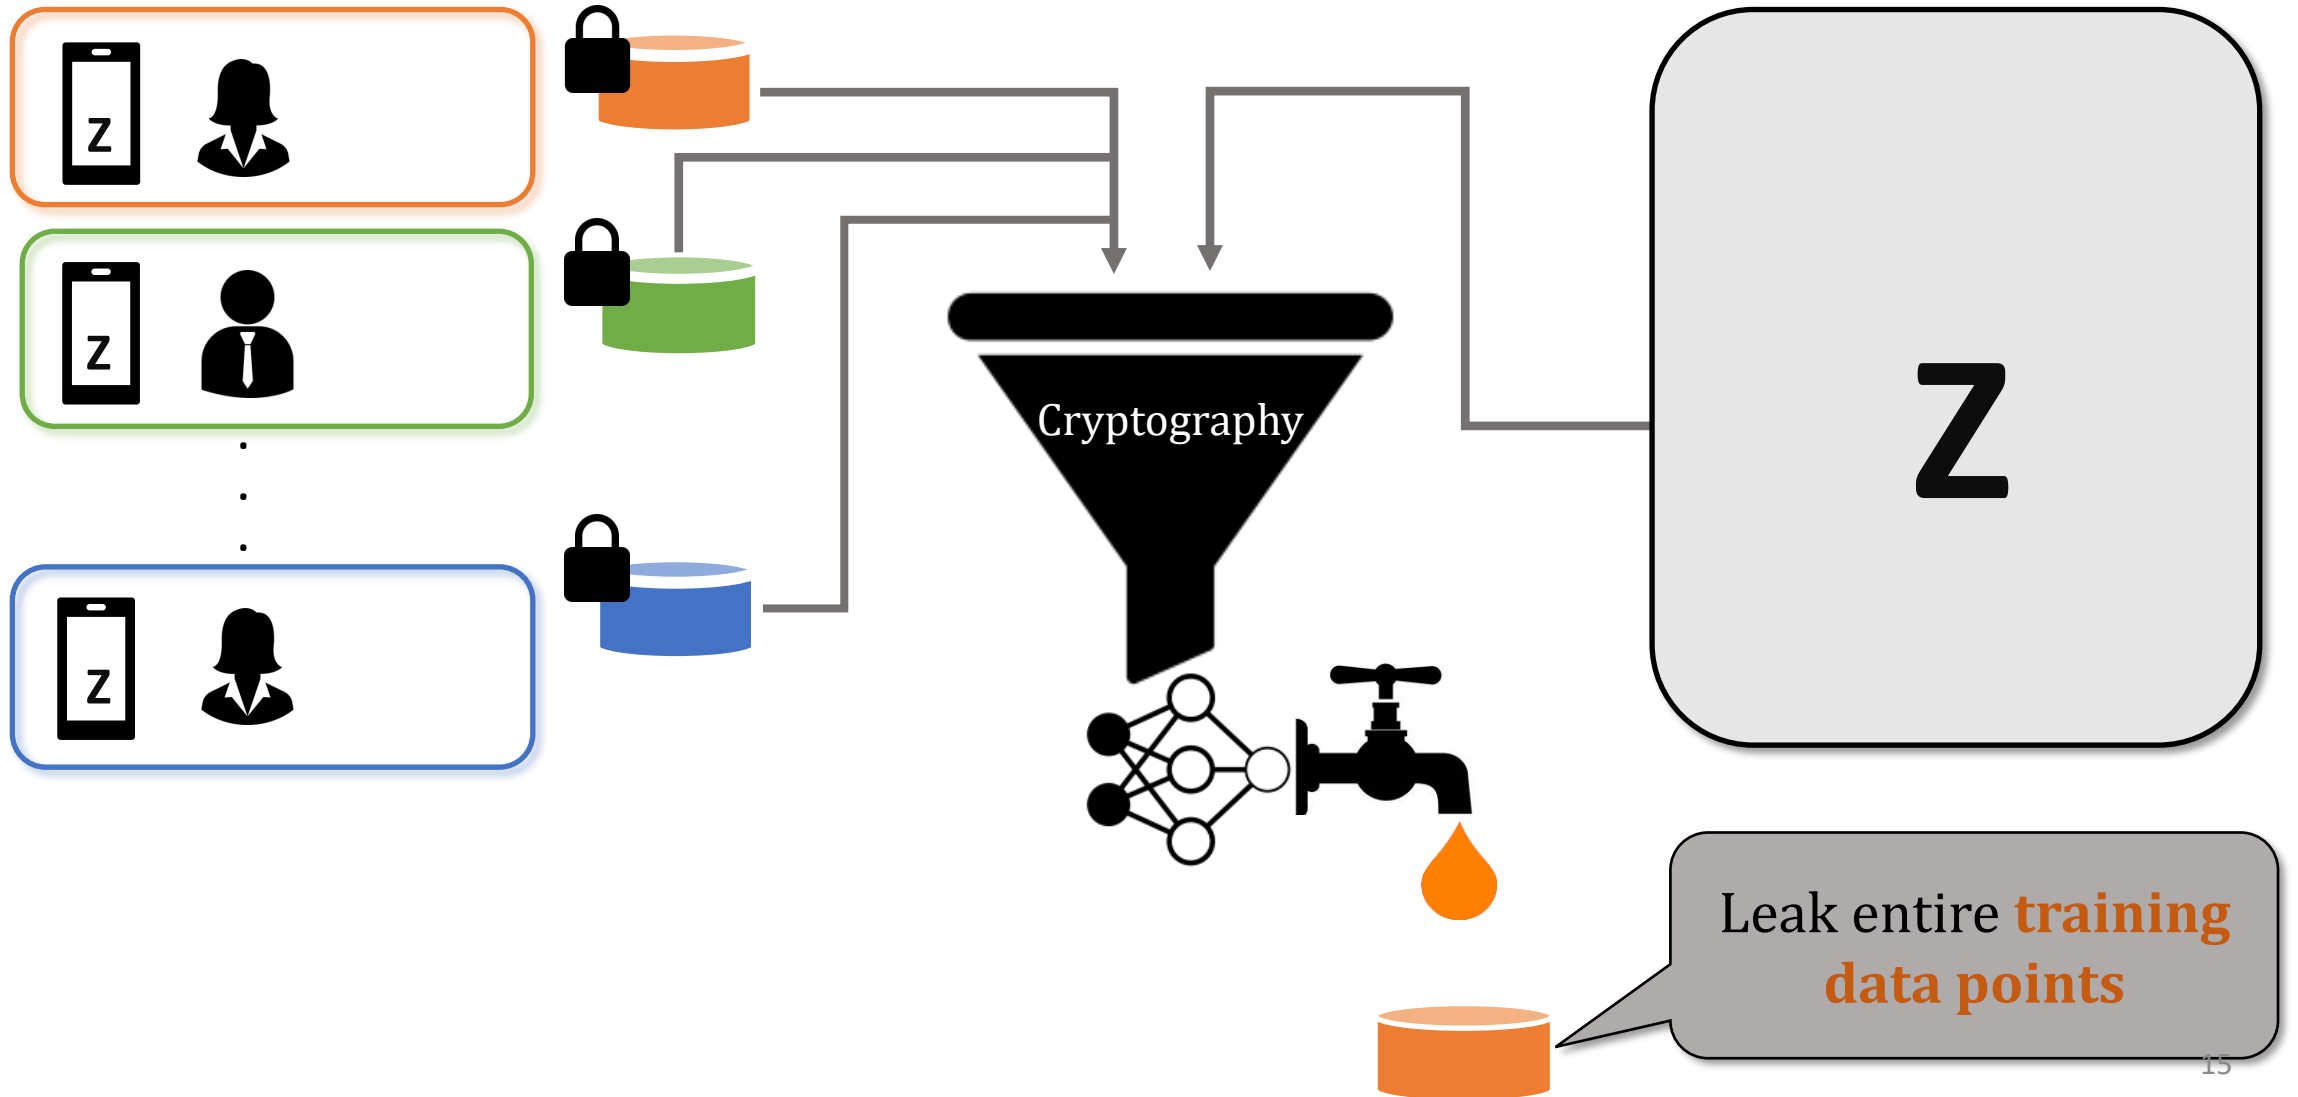 Z
Z
.
.
.
Z
Cryptography
Z
Leak entire training
data points
15